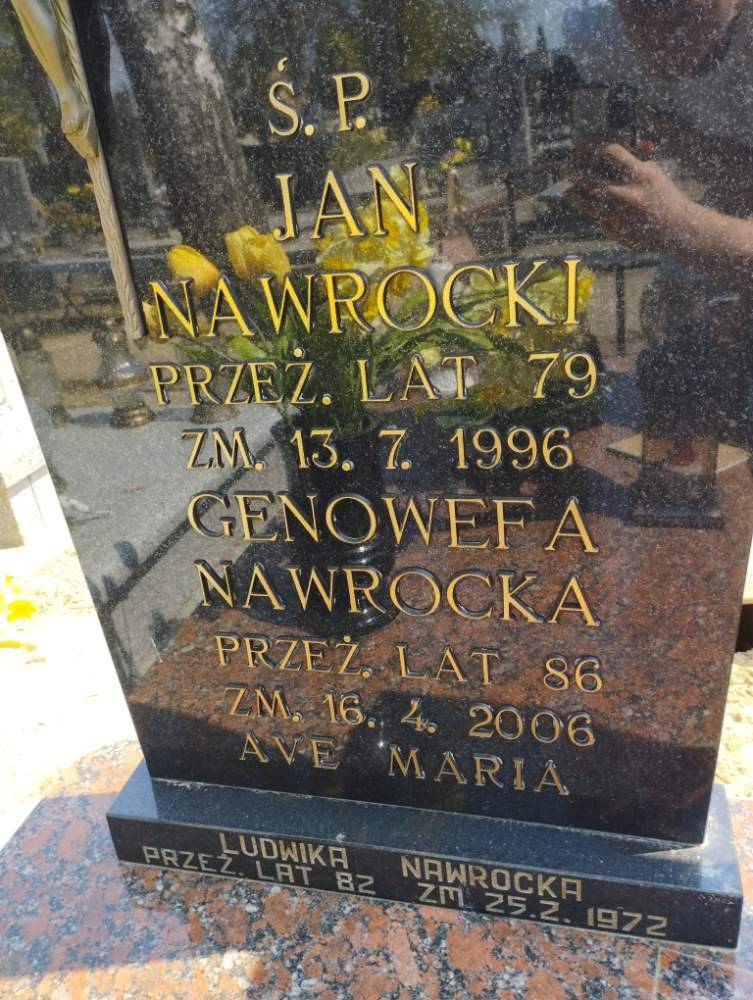 Ś. P.
JAN
NAWROCKI
PRZEŻ. LAT 79
ZM. 13. 7. 1996
GENOWEFA
NAWROCKA
PRZEŻ. LAT 86
ZM. 16. 4. 2006
AVE MARIA
LUDWIKA NAWROCKA
PRZEŻ. LAT 82 ZM 25.2.1972